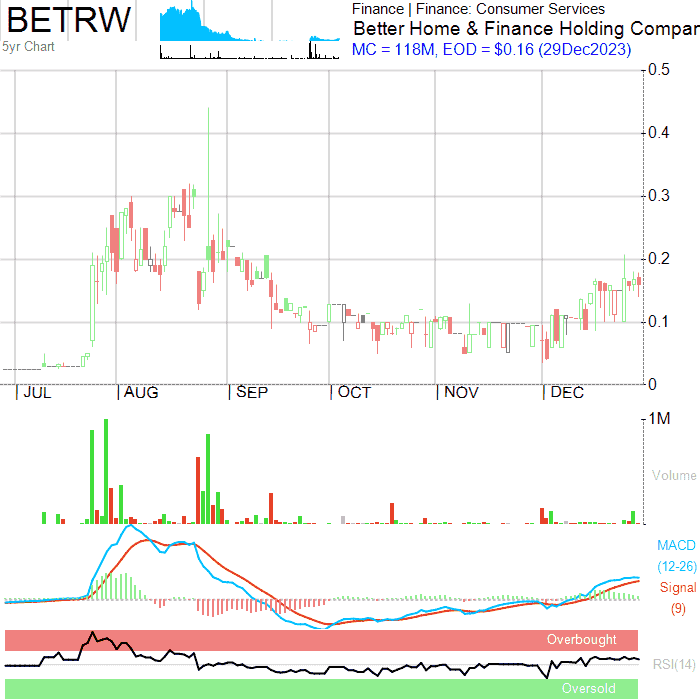 BETRW
5yr Chart
Finance | Finance: Consumer Services
Better Home & Finance Holding Compan
MC = 118M, EOD = $0.16 (29Dec2023)
0.5
0.4
0.3
0.2
0.1
0
JUL AUG SEP OCT NOV DEC
1M
Volume
MACD
(12-26)
Signal
(9)
Overbought
RSI(14)
Oversold